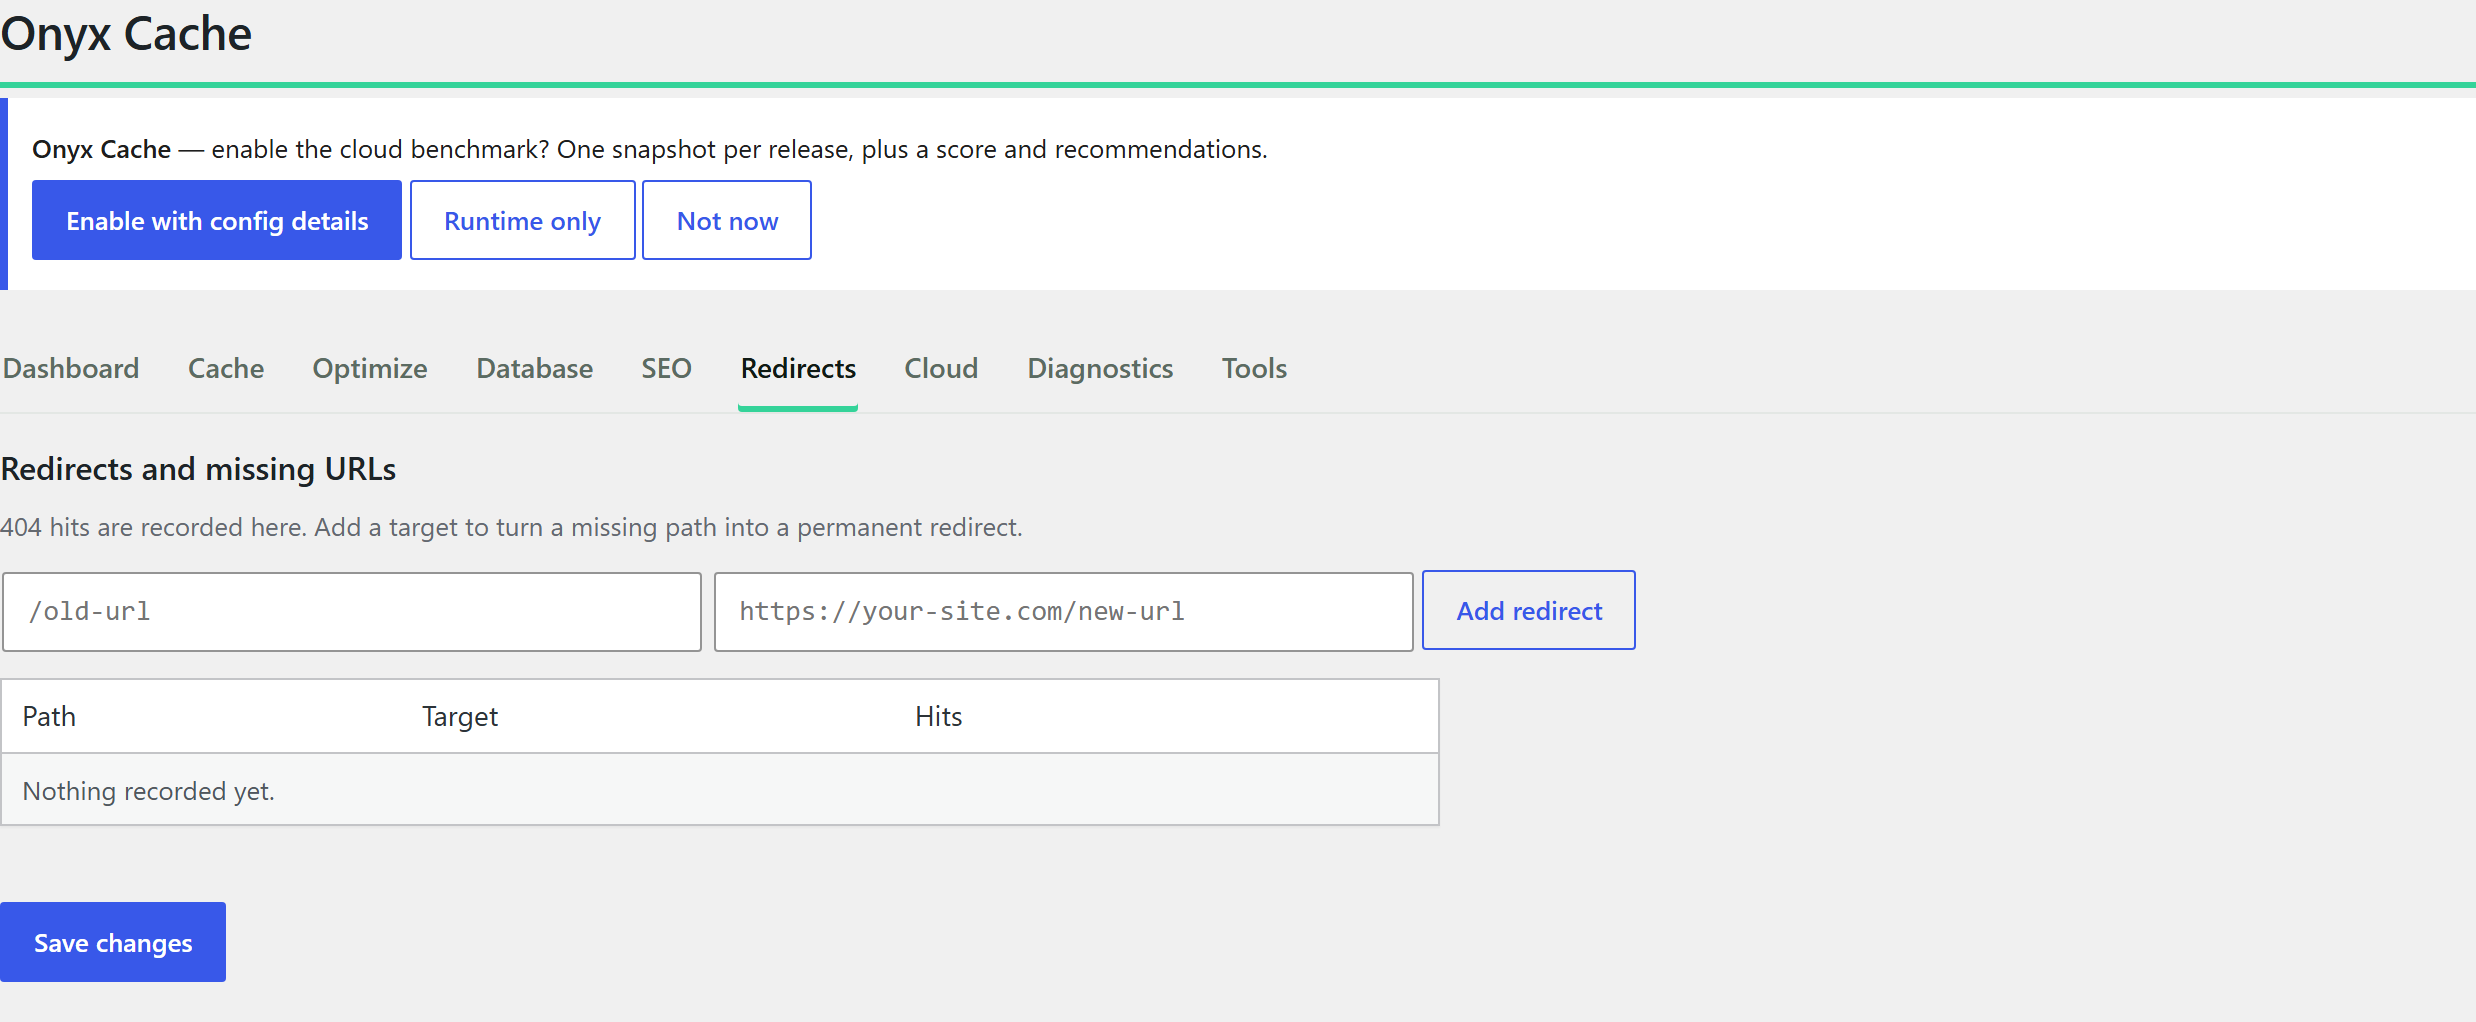 Onyx Cache
Onyx Cache — enable the cloud benchmark? One snapshot per release, plus a score and recommendations.
Enable with config details Runtime only Not now
Dashboard Cache Optimize Database SEO Redirects Cloud Diagnostics Tools
Redirects and missing URLs
404 hits are recorded here. Add a target to turn a missing path into a permanent redirect.
/old-url https://your-site.com/new-url Add redirect
Path Target Hits
Nothing recorded yet.
Save changes